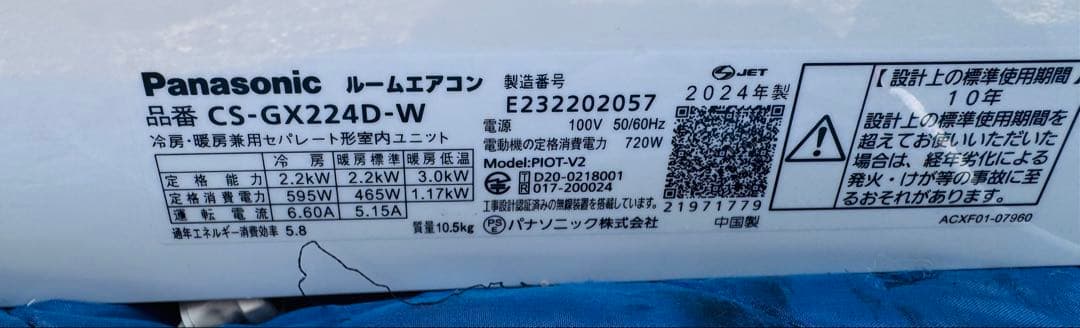 Panasonic ルームエアコン
品番 CS-GX224D-W
冷房・暖房兼用セパレート形室内ユニット
冷房 暖房標準 暖房低温
定格能力 2.2kW 2.2kW 3.0kW
定格消費電力 595W 465W 1.17kW
運転電流 6.60A 5.15A
通年エネルギー消費効率 5.8
質量10.5kg
製造番号
E232202057
電源 100V 50/60Hz
電動機の定格消費電力 720W
Model:PIOT-V2
T D20-0218001
R 017-200024
工事設計認証済みの無線装置を搭載しています。
PSE パナソニック株式会社
JET
2024年製
21971779
中国製
【設計上の標準使用期間】
10年
設計上の標準使用期間を
超えてお使いいただいた
場合は、経年劣化による
発火・けが等の事故に至
るおそれがあります。
ACXF01-07960